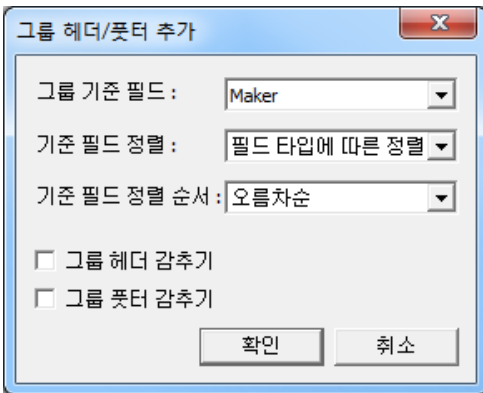 그룹 헤더/풋터 추가
그룹 기준 필드 : Maker
기준 필드 정렬 : 필드 타입에 따른 정렬
기준 필드 정렬 순서 : 오름차순
그룹 헤더 감추기
그룹 풋터 감추기
확인 취소